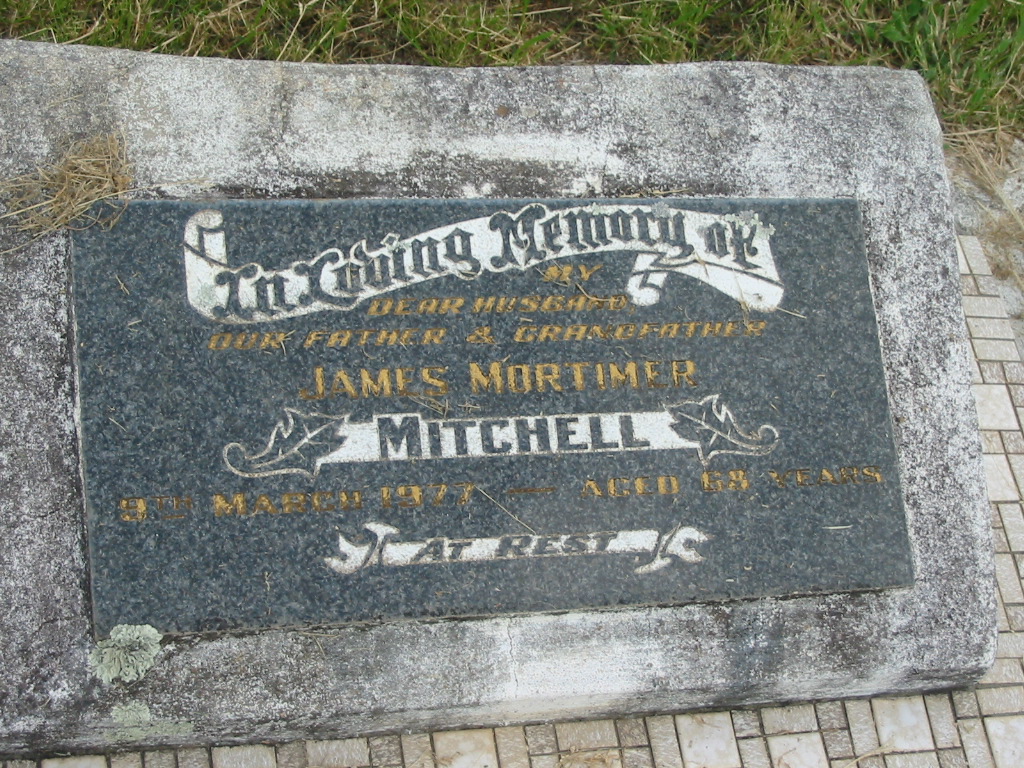 In Loving Memory of
MY
DEAR HUSBAND,
OUR FATHER & GRANDFATHER
JAMES MORTIMER
MITCHELL
9TH MARCH 1977 — AGED 68 YEARS
AT REST